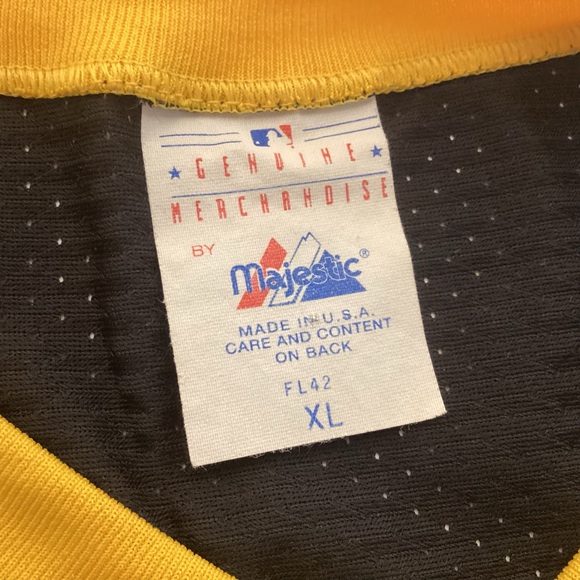 GENUINE
MERCHANDISE
BY
Majestic®
MADE IN U.S.A.
CARE AND CONTENT
ON BACK
FL42
XL